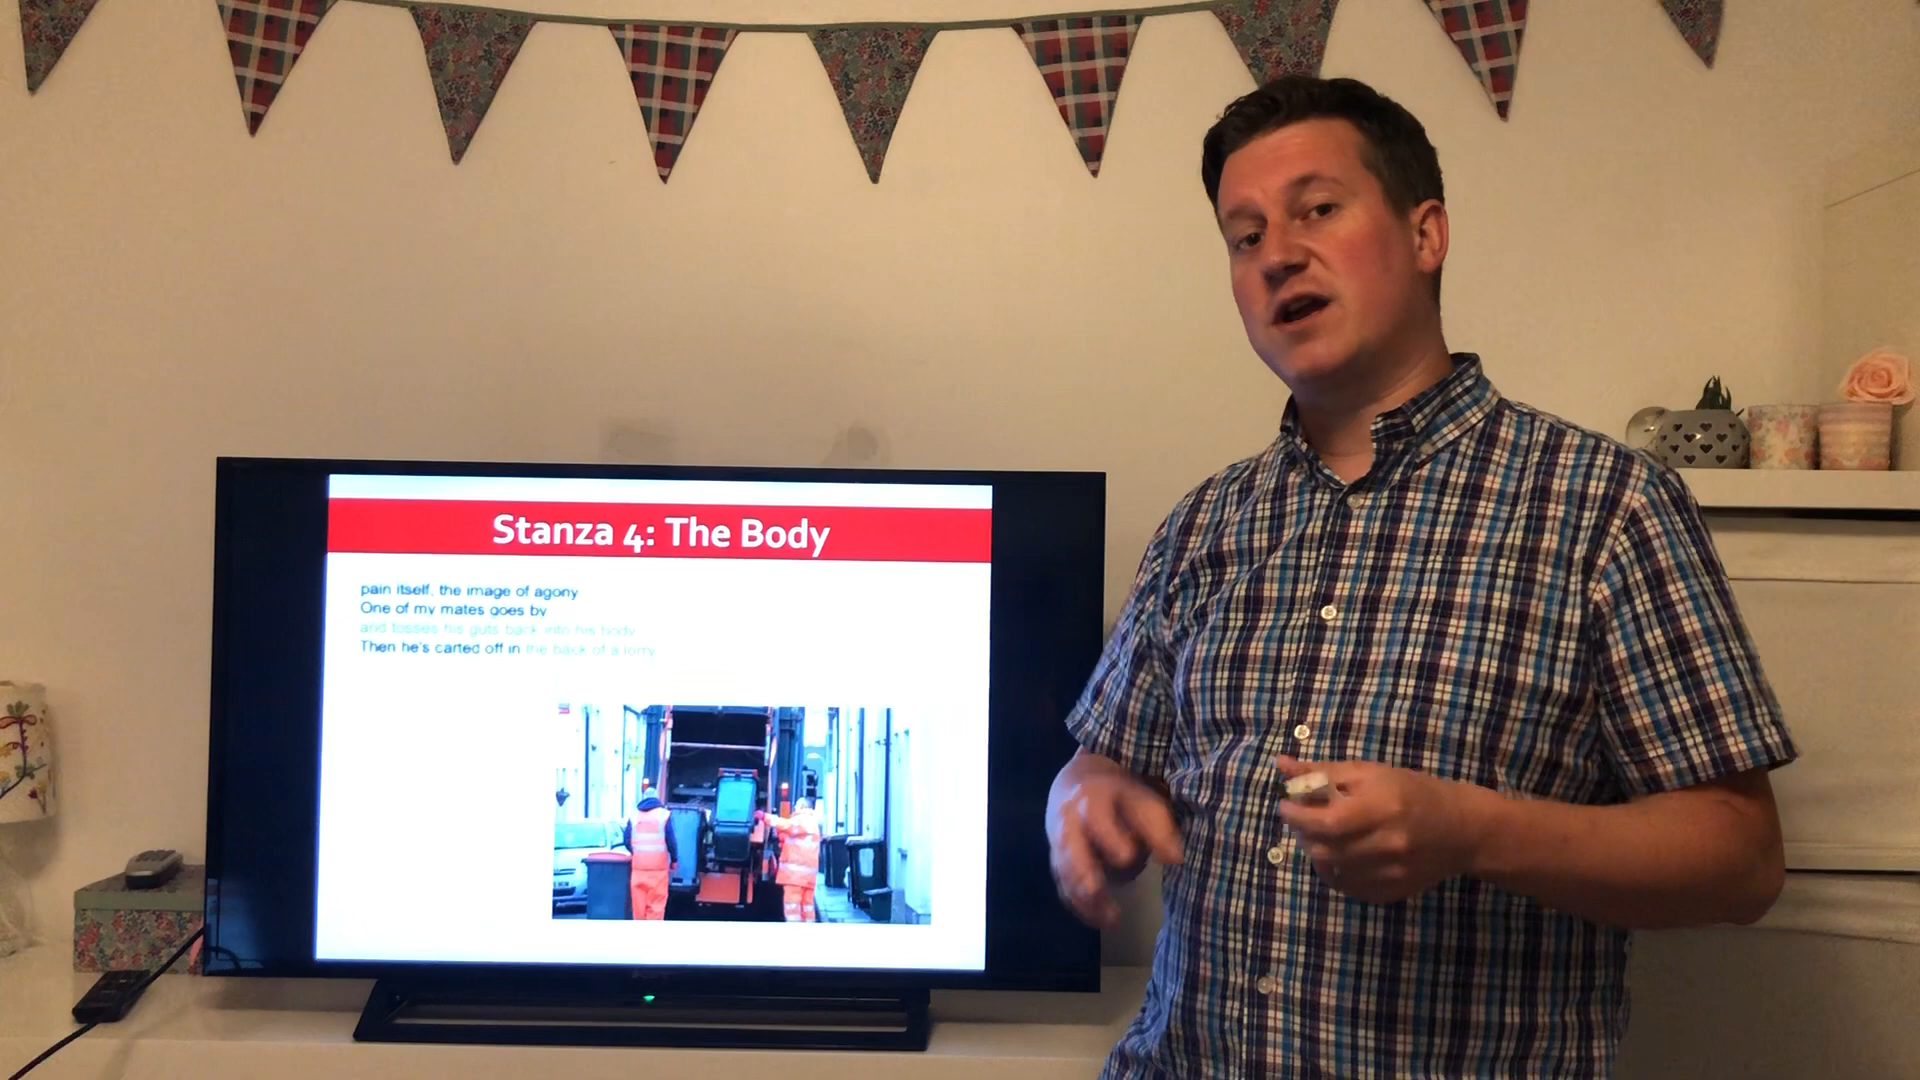 Stanza 4: The Body
pain itself, the image of agony
One of my mates goes by
and tosses his guts back into his body
Then he's carted off in the back of a lorry